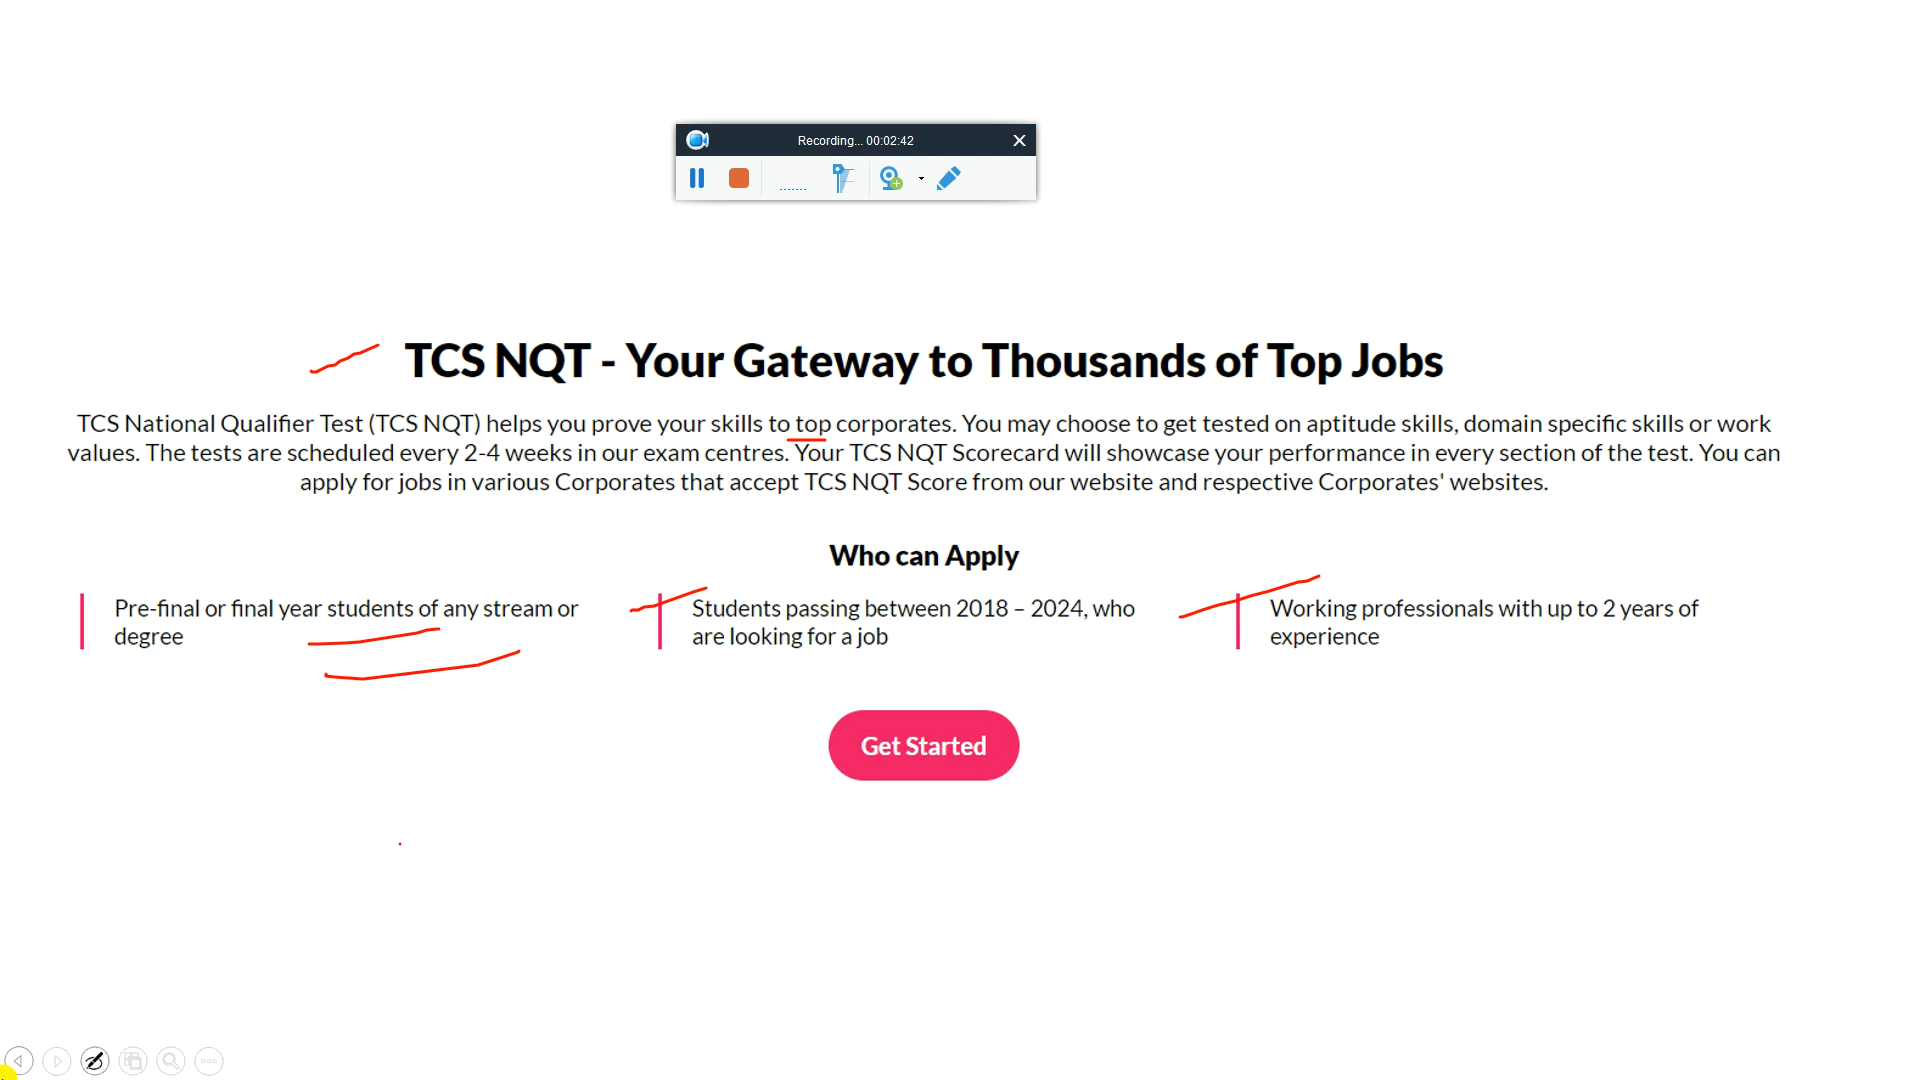 Recording... 00:02:42
TCS NQT - Your Gateway to Thousands of Top Jobs
TCS National Qualifier Test (TCS NQT) helps you prove your skills to top corporates. You may choose to get tested on aptitude skills, domain specific skills or work
values. The tests are scheduled every 2-4 weeks in our exam centres. Your TCS NQT Scorecard will showcase your performance in every section of the test. You can
apply for jobs in various Corporates that accept TCS NQT Score from our website and respective Corporates' websites.
Who can Apply
Pre-final or final year students of any stream or
degree
Students passing between 2018 – 2024, who
are looking for a job
Working professionals with up to 2 years of
experience
Get Started